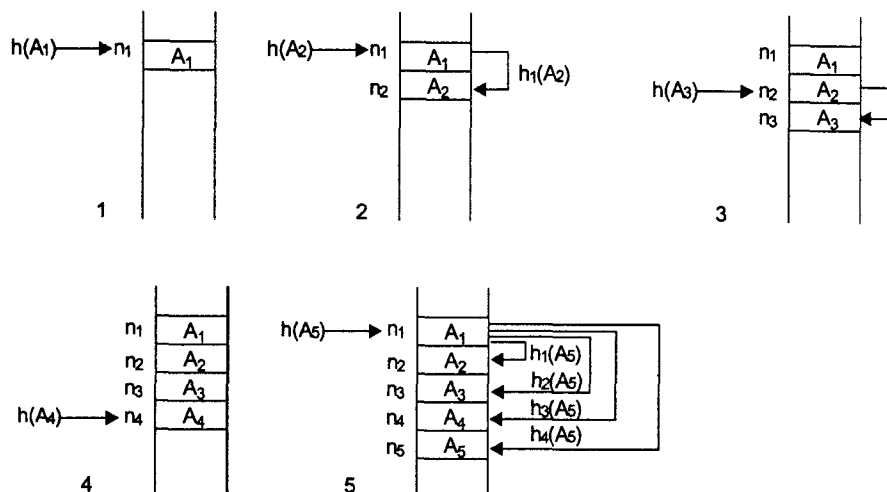 h(A₁) n₁ A₁
1
h(A₂) n₁ A₁
h₁(A₂)
n₂ A₂
2
n₁ A₁
h(A₃) n₂ A₂
n₃ A₃
3
n₁ A₁
n₂ A₂
n₃ A₃
h(A₄) n₄ A₄
4
h(A₅) n₁ A₁
n₂ A₂ h₁(A₅)
n₃ A₃ h₂(A₅)
n₄ A₄ h₃(A₅)
h₄(A₅)
n₅ A₅
5